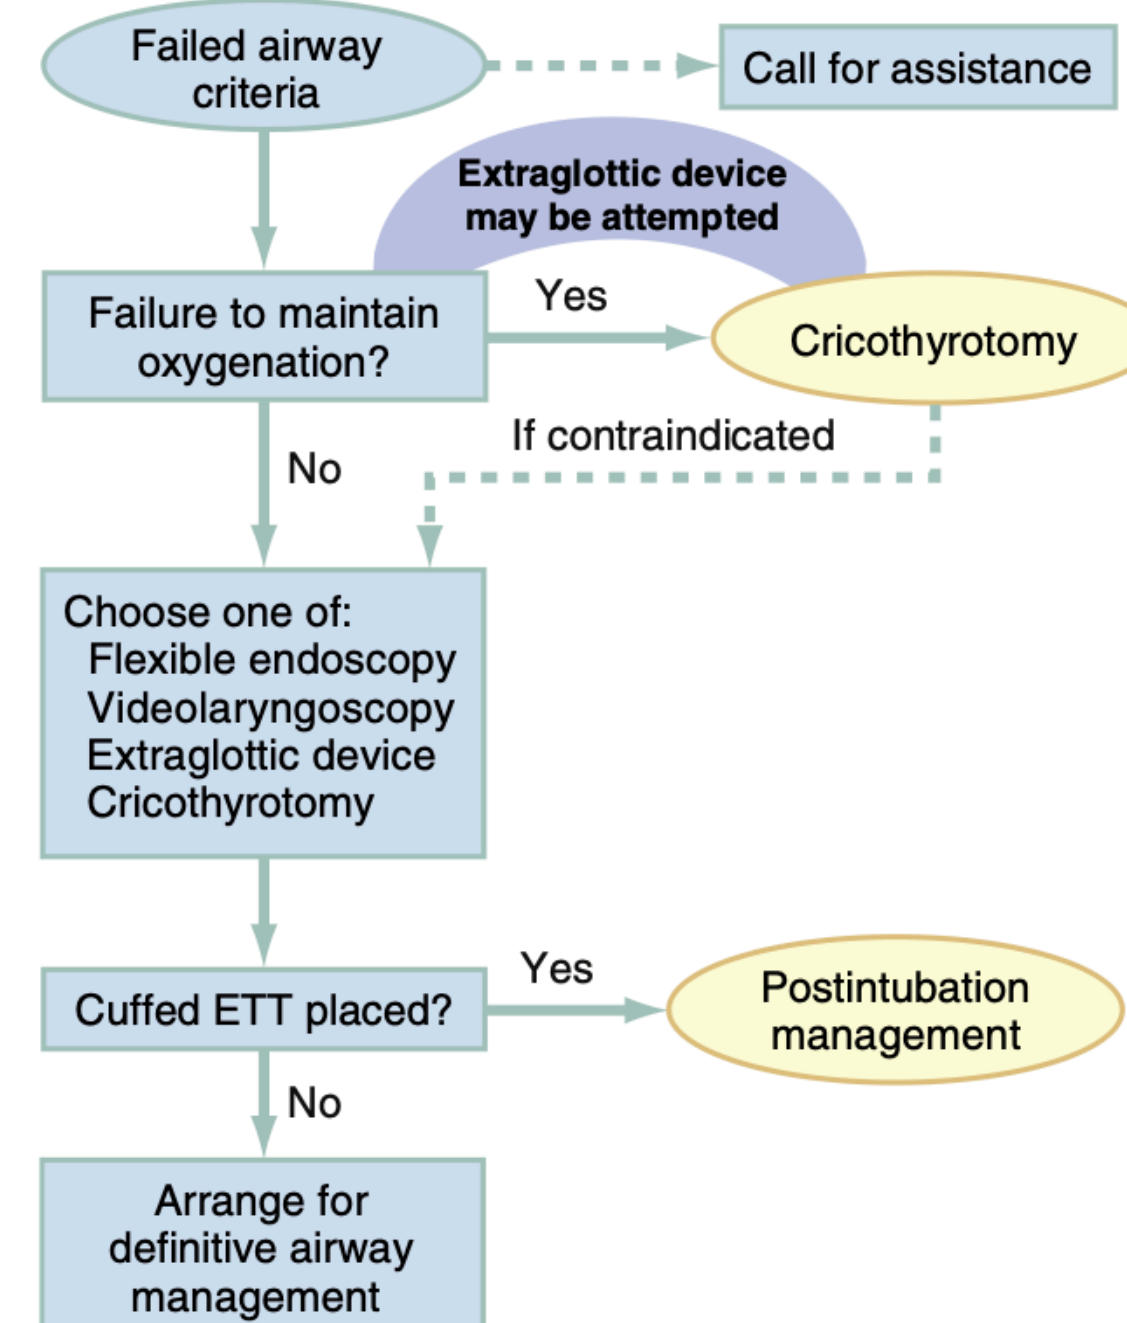 Failed airway
criteria
Call for assistance
Extraglottic device
may be attempted
Failure to maintain
oxygenation?
Yes
Cricothyrotomy
If contraindicated
No
Choose one of:
Flexible endoscopy
Videolaryngoscopy
Extraglottic device
Cricothyrotomy
Cuffed ETT placed?
Yes
Postintubation
management
No
Arrange for
definitive airway
management